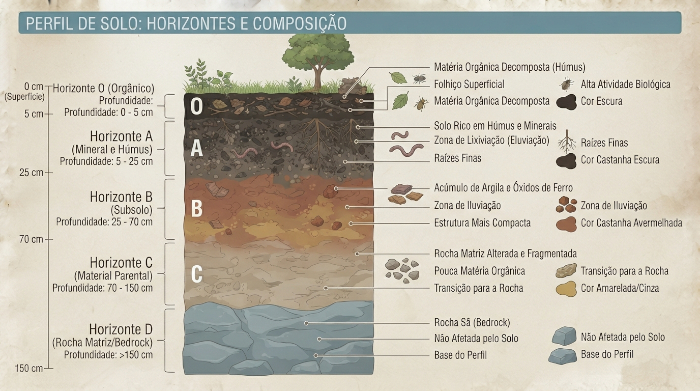 PERFIL DE SOLO: HORIZONTES E COMPOSIÇÃO
0 cm
(Superfície)
5 cm
25 cm
70 cm
150 cm
Horizonte O (Orgânico)
Profundidade:
Profundidade: 0 - 5 cm
Horizonte A
(Mineral e Húmus)
Profundidade: 5 - 25 cm
Horizonte B
(Subsolo)
Profundidade: 25 - 70 cm
Horizonte C
(Material Parental)
Profundidade: 70 - 150 cm
Horizonte D
(Rocha Matriz/Bedrock)
Profundidade: >150 cm
O
A
B
C
Matéria Orgânica Decomposta (Húmus)
Folhiço Superficial
Matéria Orgânica Decomposta
Alta Atividade Biológica
Cor Escura
Solo Rico em Húmus e Minerais
Zona de Lixiviação (Eluviação)
Raízes Finas
Raízes Finas
Cor Castanha Escura
Acúmulo de Argila e Óxidos de Ferro
Zona de Iluviação
Estrutura Mais Compacta
Zona de Iluviação
Cor Castanha Avermelhada
Rocha Matriz Alterada e Fragmentada
Pouca Matéria Orgânica
Transição para a Rocha
Transição para a Rocha
Cor Amarelada/Cinza
Rocha Sã (Bedrock)
Não Afetada pelo Solo
Base do Perfil
Não Afetada pelo Solo
Base do Perfil